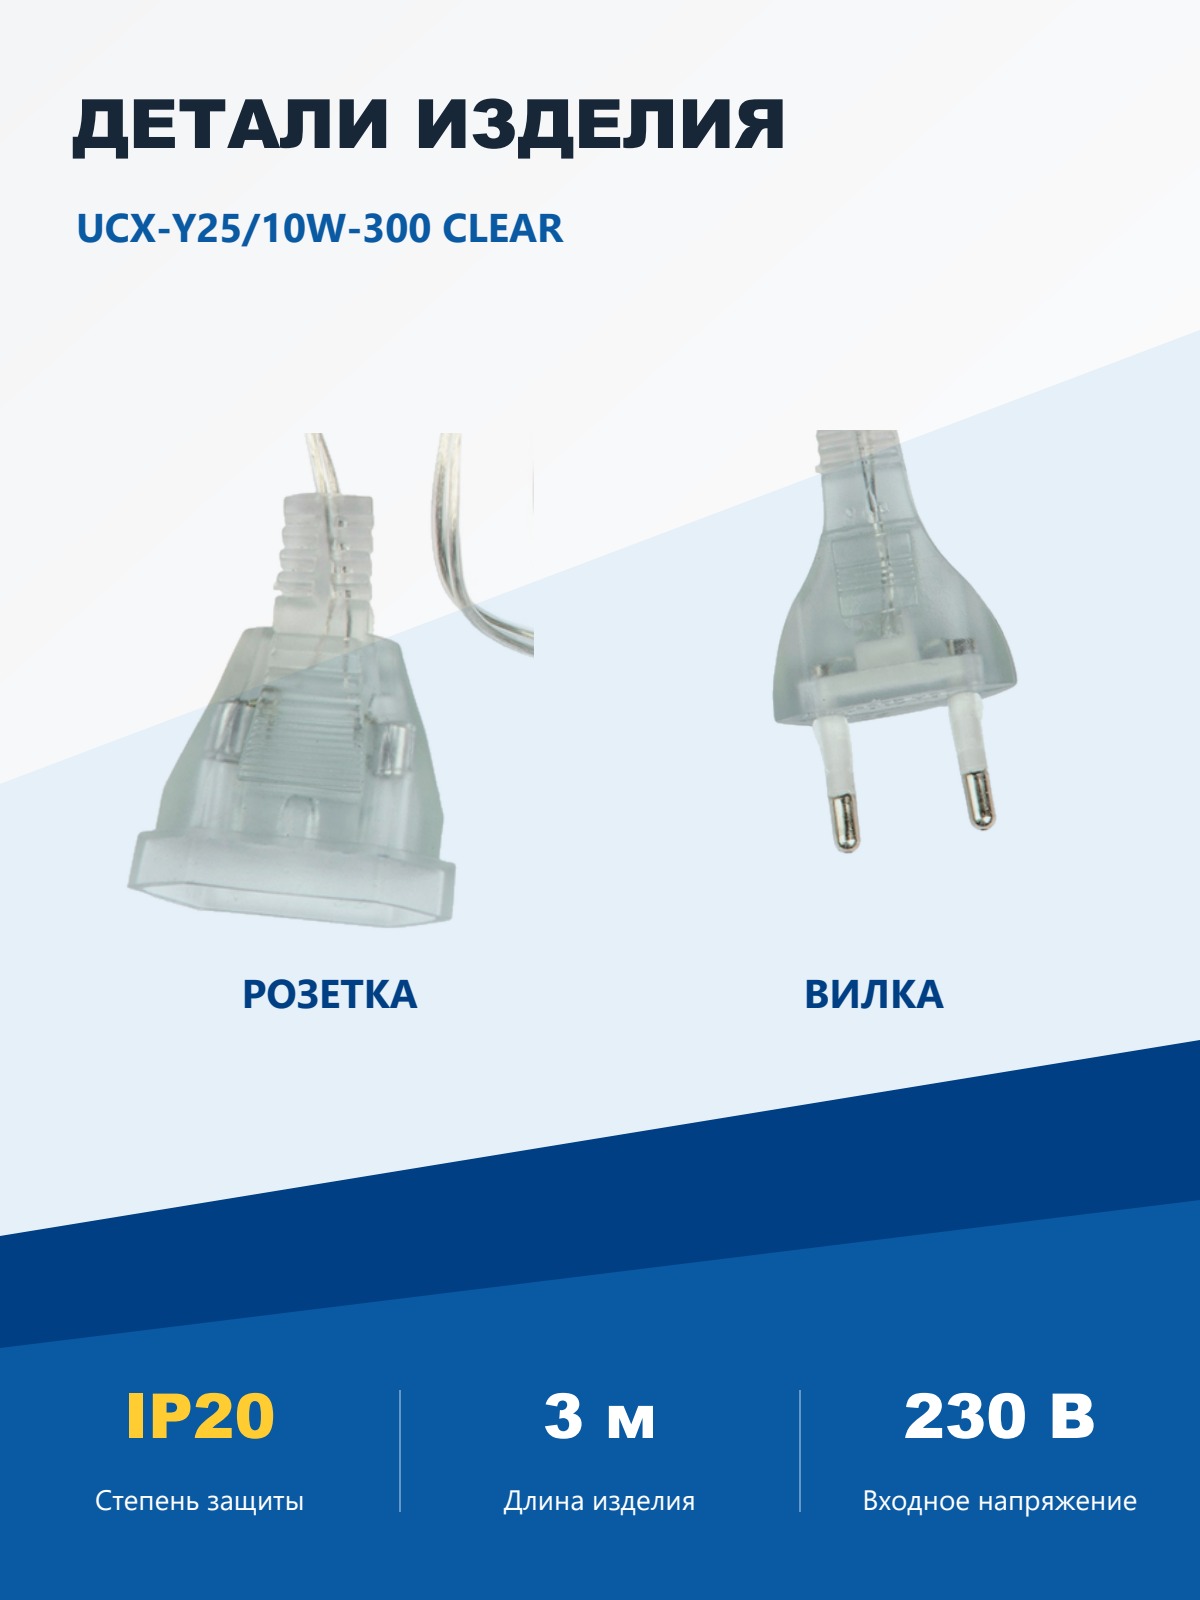 ДЕТАЛИ ИЗДЕЛИЯ
UCX-Y25/10W-300 CLEAR
РОЗЕТКА
ВИЛКА
IP20
Степень защиты
3 м
Длина изделия
230 В
Входное напряжение